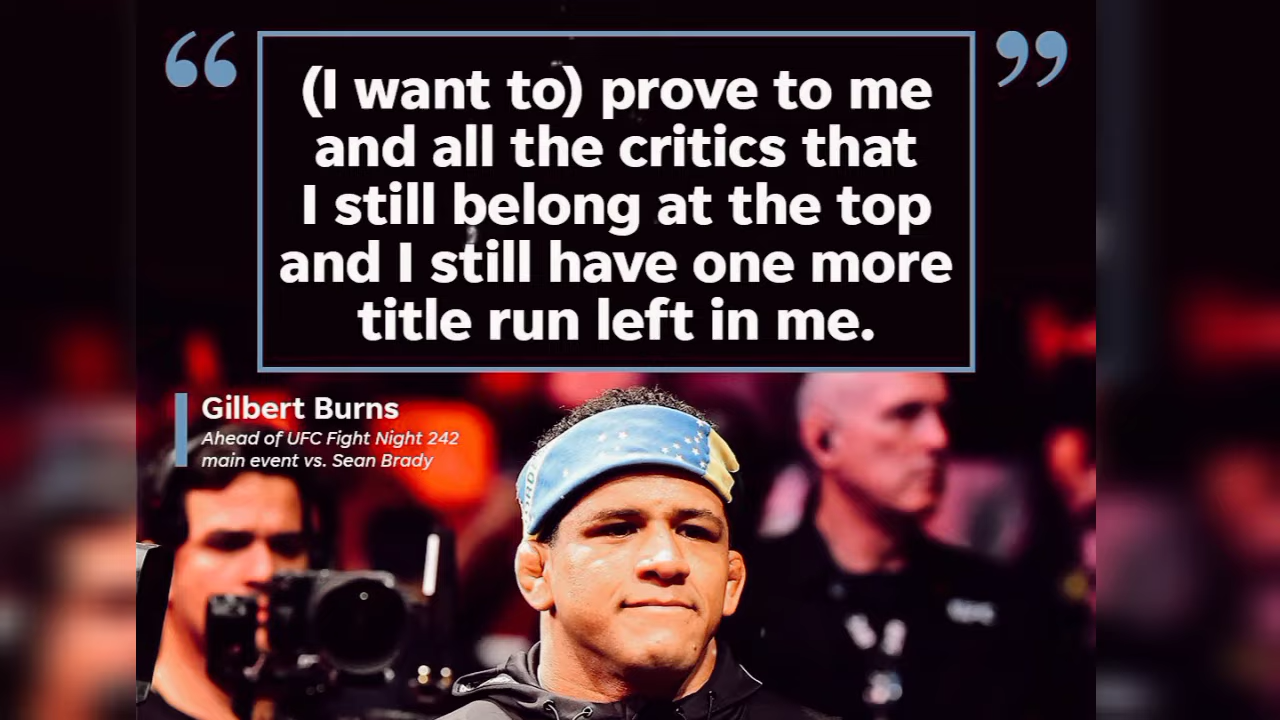 “
(I want to) prove to me
and all the critics that
I still belong at the top
and I still have one more
title run left in me.
”
Gilbert Burns
Ahead of UFC Fight Night 242
main event vs. Sean Brady